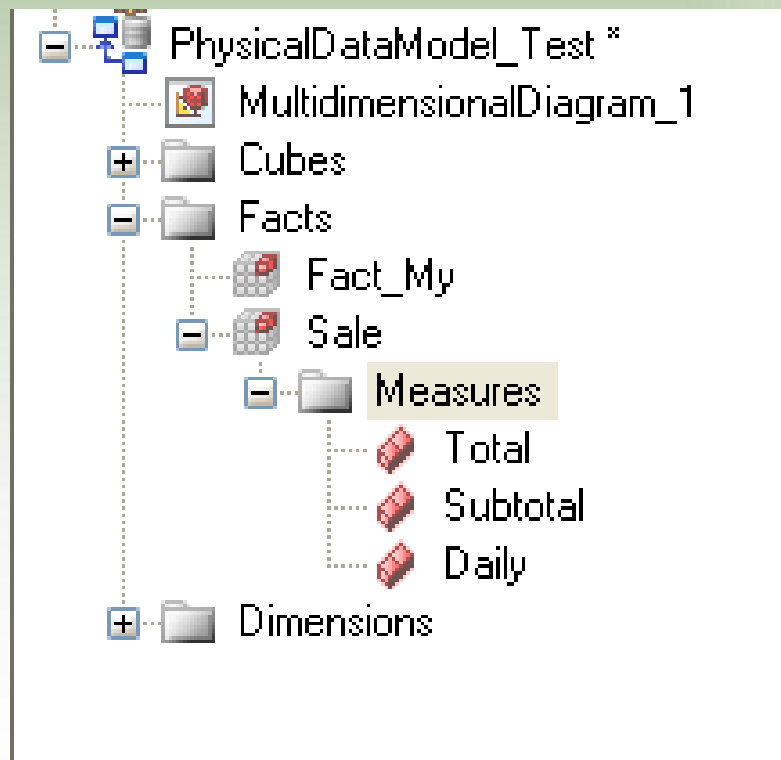 PhysicalDataModel_Test *
MultidimensionalDiagram_1
Cubes
Facts
Fact_My
Sale
Measures
Total
Subtotal
Daily
Dimensions